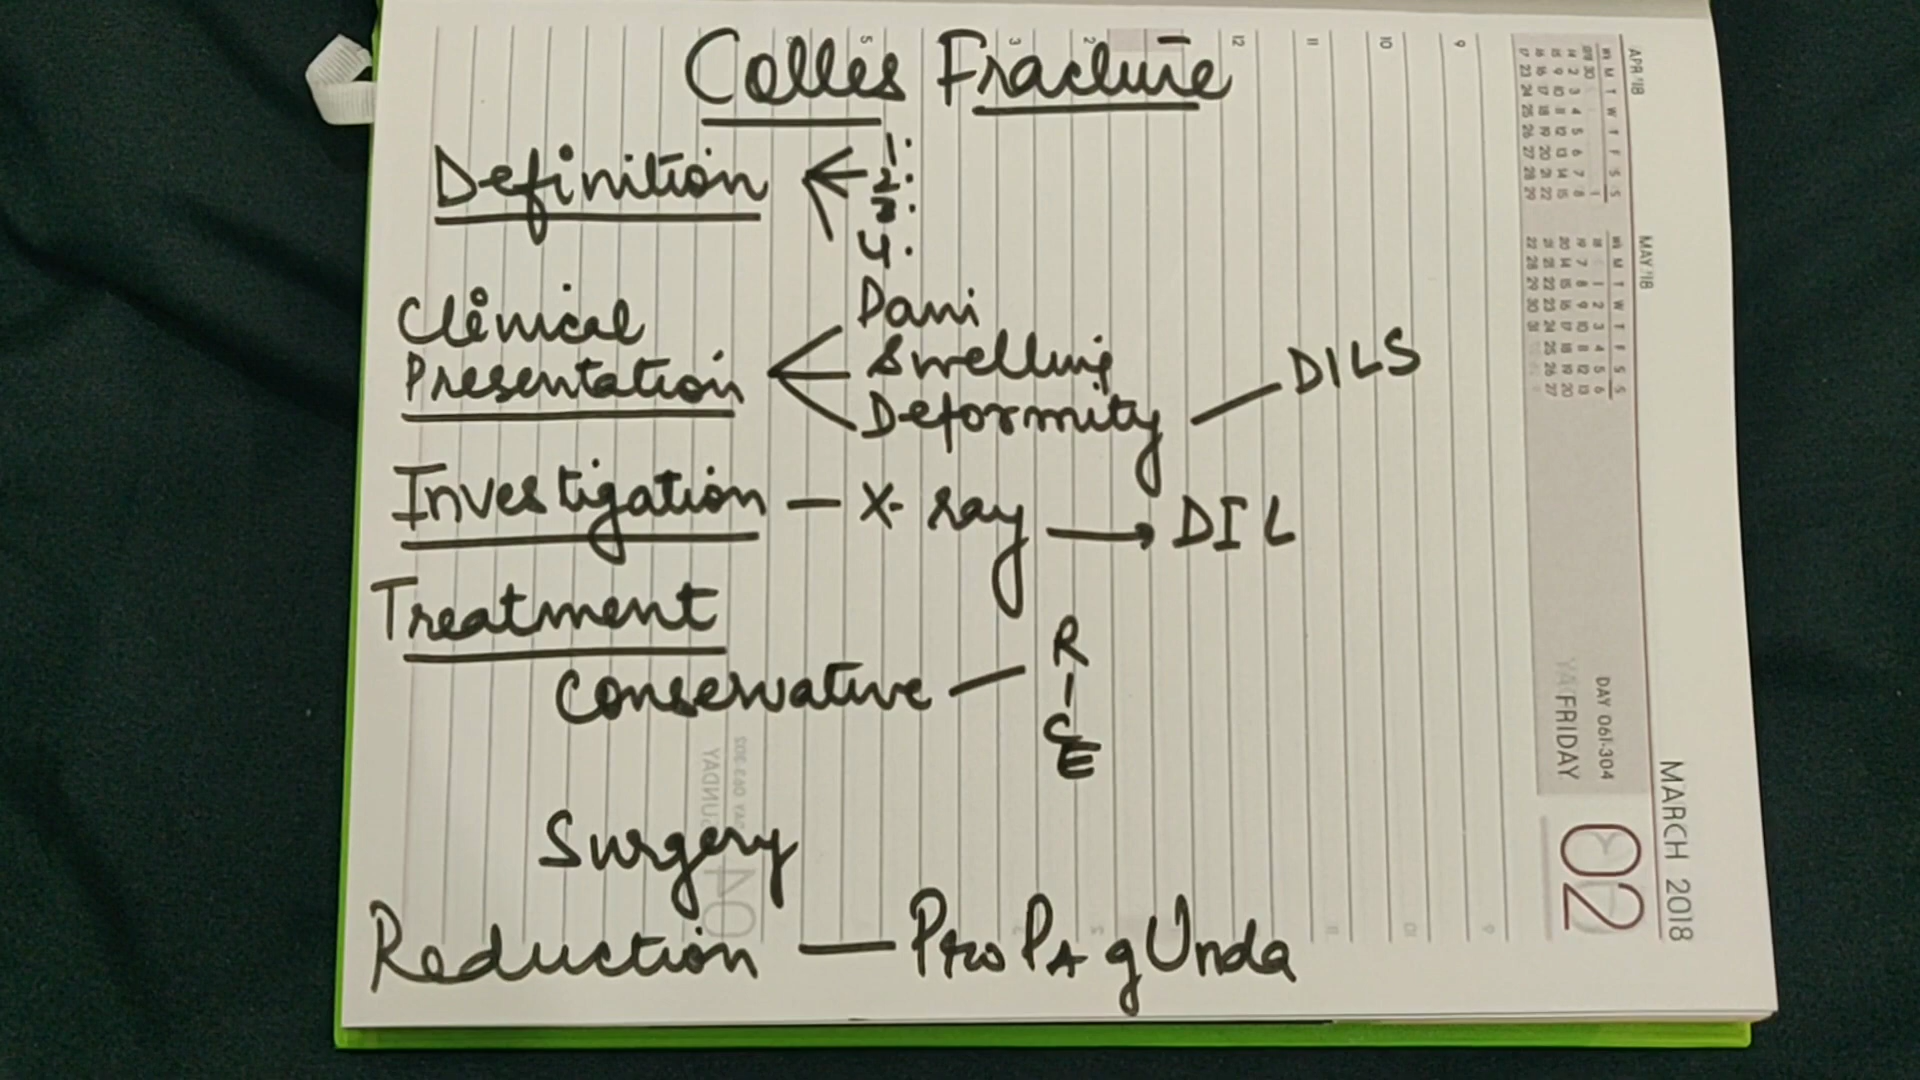 Colles Fracture
Definition
1.
2.
3.
4.
Clinical
Presentation
Pain
Swelling
Deformity — DILS
Investigation — X-ray → DIL
Treatment
Conservative —
R
I
C
E
Surgery
Reduction — ProPAgUnda
APR '18
MAY '18
DAY 061-304
FRIDAY
MARCH 2018
02